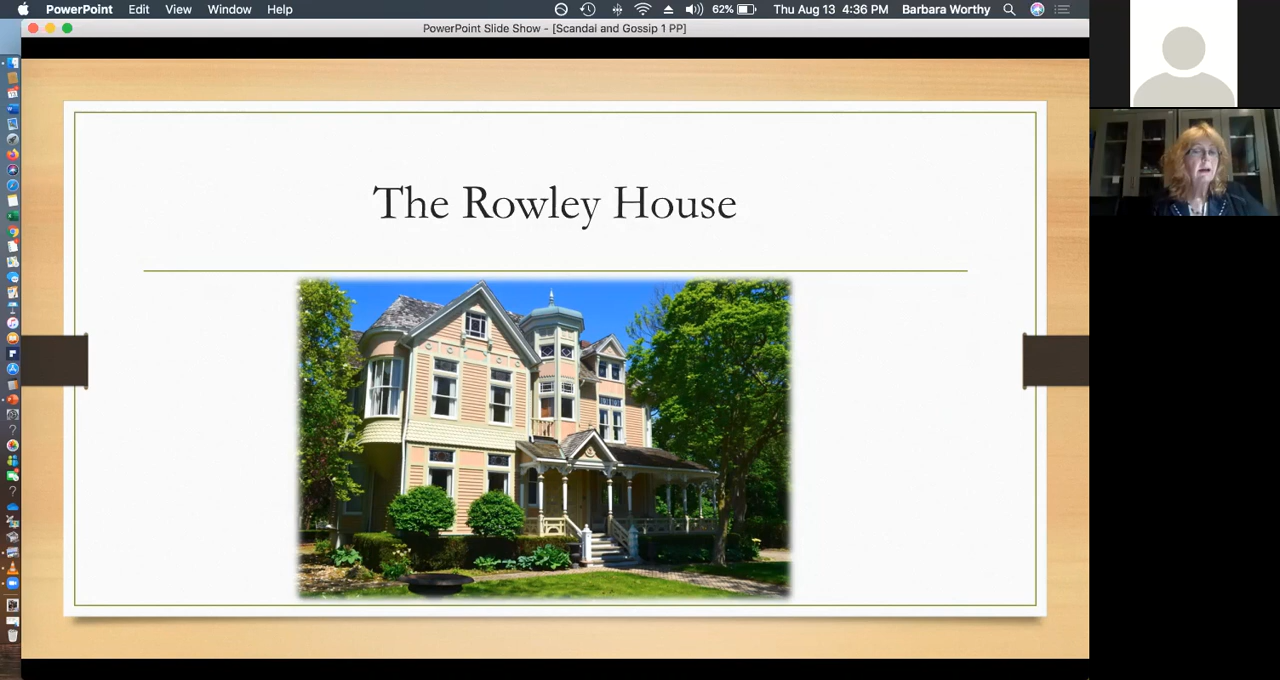 PowerPoint Edit View Window Help 62% Thu Aug 13 4:36 PM Barbara Worthy
PowerPoint Slide Show - [Scandal and Gossip 1 PP]
The Rowley House